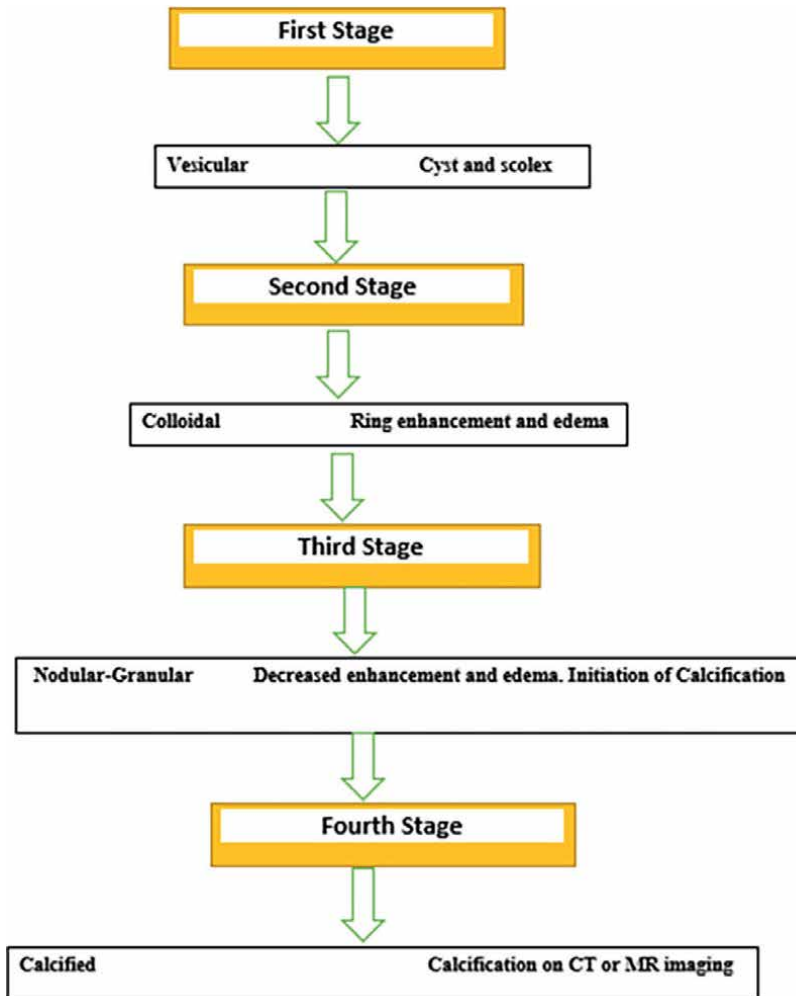 First Stage
Vesicular Cyst and scolex
Second Stage
Colloidal Ring enhancement and edema
Third Stage
Nodular-Granular Decreased enhancement and edema. Initiation of Calcification
Fourth Stage
Calcified Calcification on CT or MR imaging